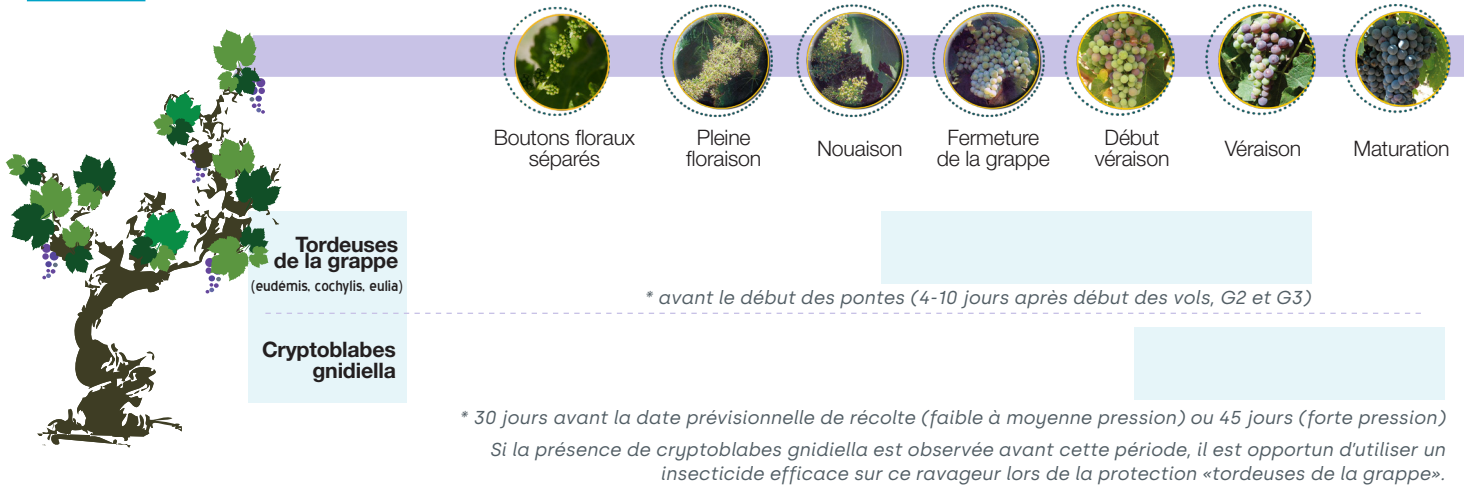 Boutons floraux
séparés
Pleine
floraison
Nouaison
Fermeture
de la grappe
Début
véraison
Véraison
Maturation
Tordeuses
de la grappe
(eudémis, cochylis, eulia)
* avant le début des pontes (4-10 jours après début des vols, G2 et G3)
Cryptoblabes
gnidiella
* 30 jours avant la date prévisionnelle de récolte (faible à moyenne pression) ou 45 jours (forte pression)
Si la présence de cryptoblabes gnidiella est observée avant cette période, il est opportun d'utiliser un
insecticide efficace sur ce ravageur lors de la protection «tordeuses de la grappe».